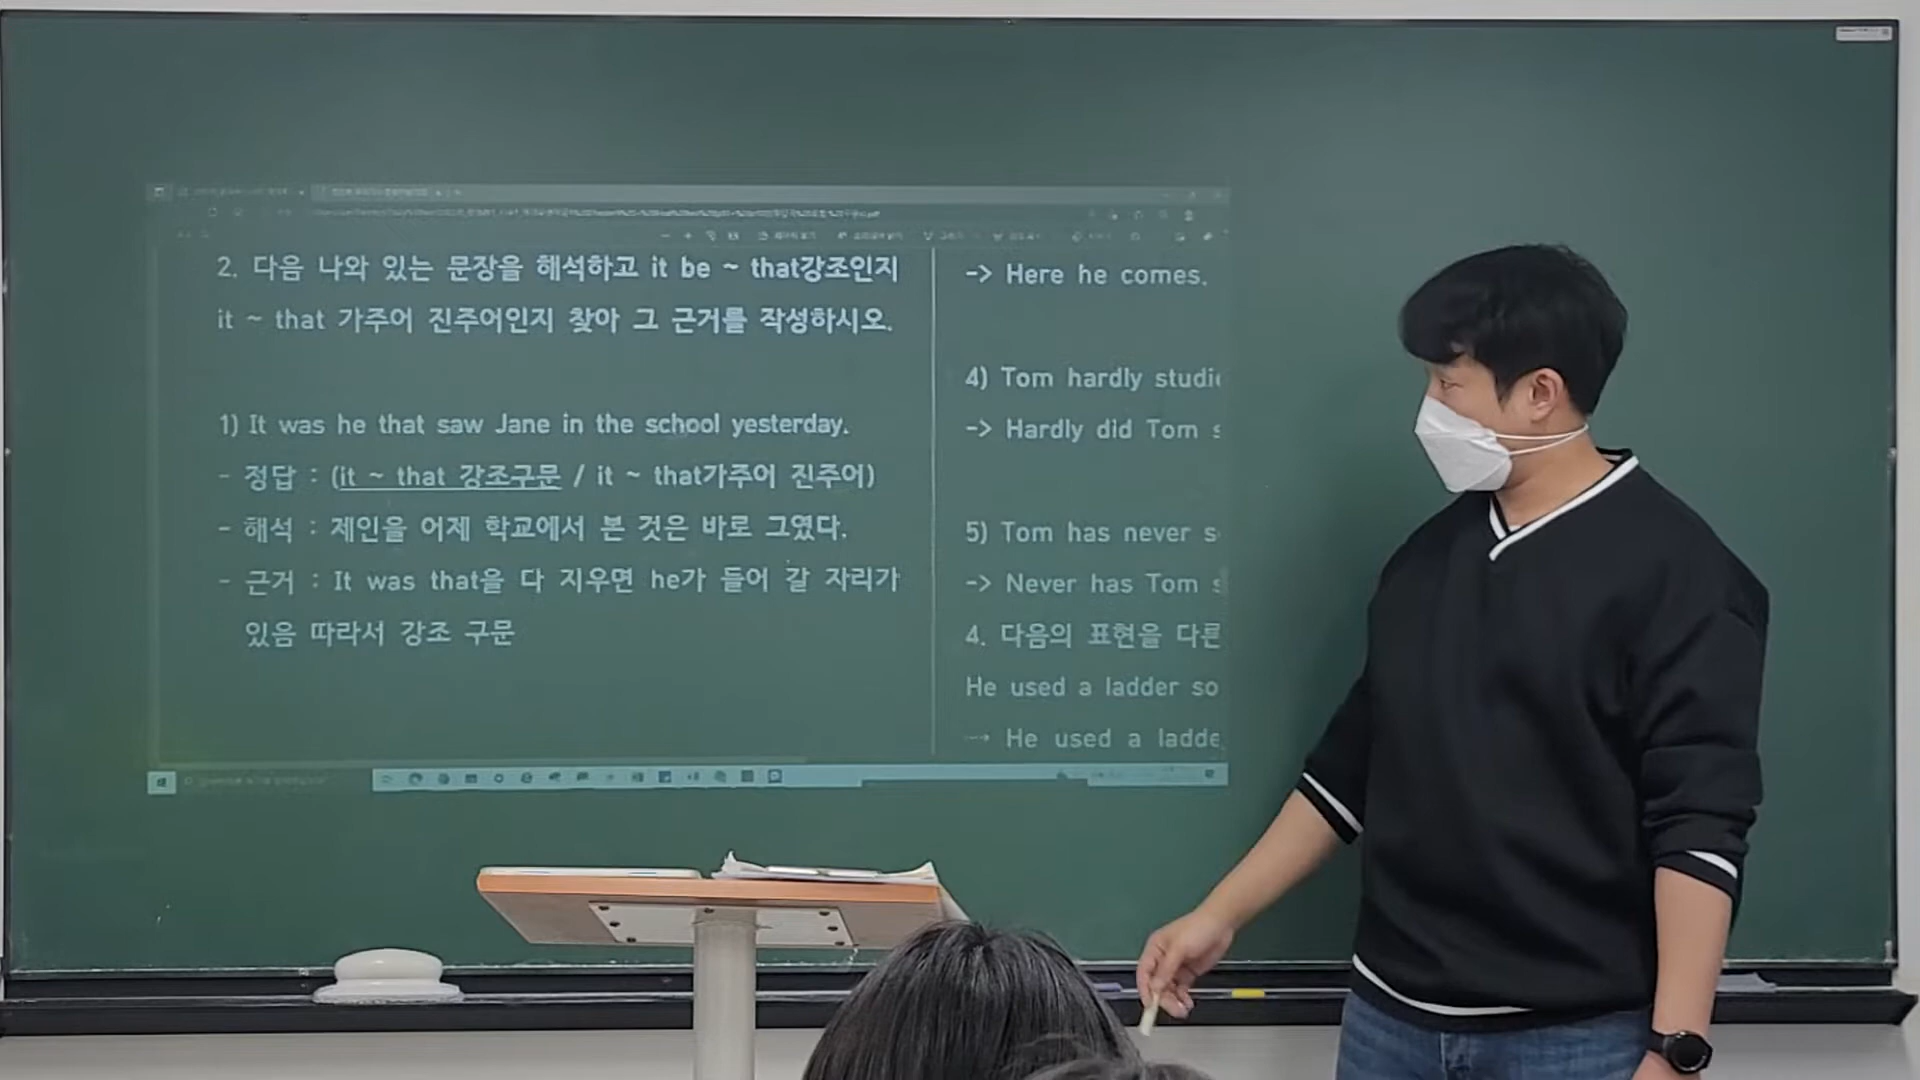 2. 다음 나와 있는 문장을 해석하고 it be ~ that강조인지
it ~ that 가주어 진주어인지 찾아 그 근거를 작성하시오.
1) It was he that saw Jane in the school yesterday.
- 정답 : (it ~ that 강조구문 / it ~ that가주어 진주어)
- 해석 : 제인을 어제 학교에서 본 것은 바로 그였다.
- 근거 : It was that을 다 지우면 he가 들어 갈 자리가
있음 따라서 강조 구문
-> Here he comes.
4) Tom hardly
-> Hardly did Tom
5) Tom has never
-> Never has Tom
4. 다음의 표현을
He used a ladder so
→ He used a